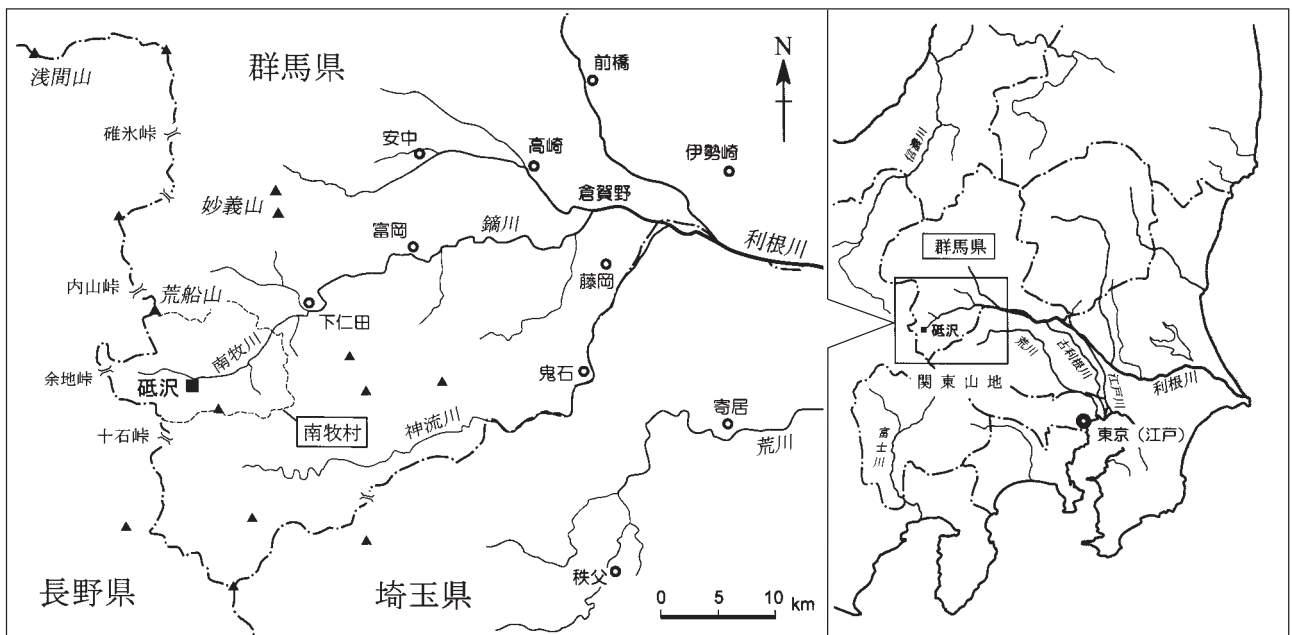 群馬県
浅間山
碓氷峠
前橋
N
安中
高崎
伊勢崎
倉賀野
妙義山
富岡
鏑川
利根川
藤岡
内山峠
荒船山
下仁田
南牧川
余地峠
砥沢
鬼石
十石峠
南牧村
神流川
寄居
荒川
秩父
長野県
埼玉県
0 5 10 km
信濃川
群馬県
砥沢
荒川
古利根川
江戸川
利根川
関東山地
富士川
東京(江戸)